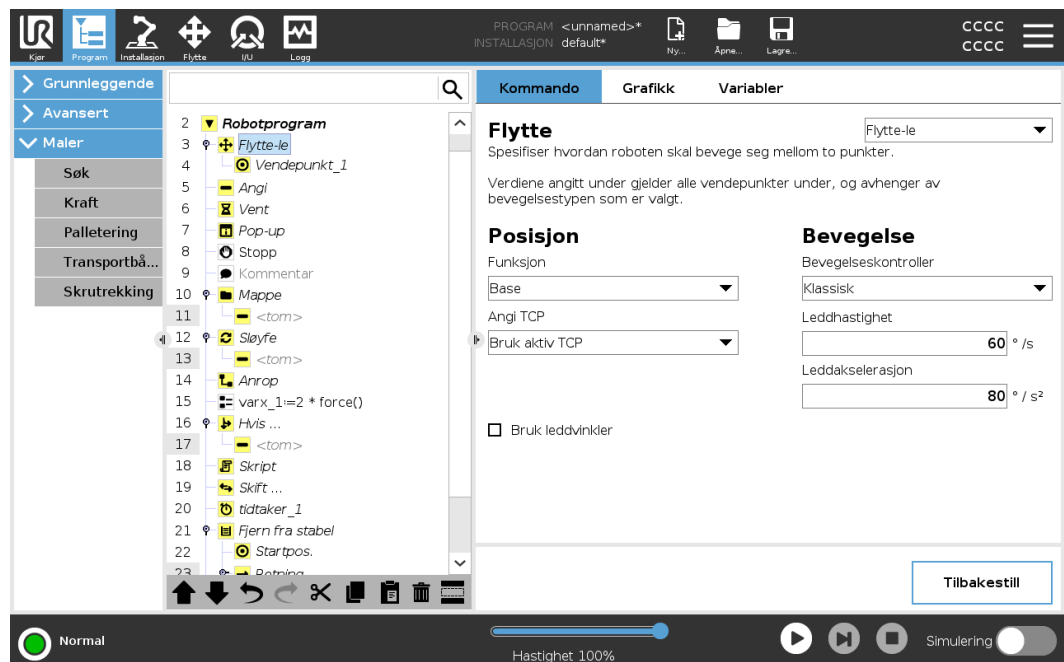 UR
Kjør
Program
Installasjon
Flytte
I/U
Logg
PROGRAM <unnamed>*
INSTALLASJON default*
Ny...
Åpne...
Lagre...
cccc
cccc
Grunnleggende
Avansert
Maler
Søk
Kraft
Palletering
Transportbå...
Skrutrekking
2 Robotprogram
3 Flytte-le
4 Vendepunkt_1
5 Angi
6 Vent
7 Pop-up
8 Stopp
9 Kommentar
10 Mappe
11 <tom>
12 Sløyfe
13 <tom>
14 Anrop
15 varx_1≔2 * force()
16 Hvis ...
17 <tom>
18 Skript
19 Skift ...
20 tidtaker_1
21 Fjern fra stabel
22 Startpos.
23 Retning
Kommando
Grafikk
Variabler
Flytte
Flytte-le
Spesifiser hvordan roboten skal bevege seg mellom to punkter.
Verdiene angitt under gjelder alle vendepunkter under, og avhenger av
bevegelsestypen som er valgt.
Posisjon
Funksjon
Base
Angi TCP
Bruk aktiv TCP
Bruk leddvinkler
Bevegelse
Bevegelseskontroller
Klassisk
Leddhastighet
60 ° /s
Leddakselerasjon
80 ° / s²
Tilbakestill
Normal
Hastighet 100%
Simulering